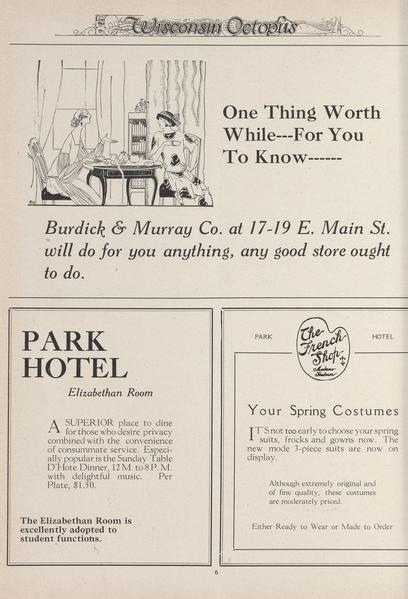 Wisconsin Octopus
One Thing Worth
While---For You
To Know------
Burdick & Murray Co. at 17-19 E. Main St.
will do for you anything, any good store ought
to do.
PARK
HOTEL
Elizabethan Room
A SUPERIOR place to dine
for those who desire privacy
combined with the convenience
of consummate service. Especi-
ally popular is the Sunday Table
D'Hote Dinner, 12 M. to 8 P. M.
with delightful music. Per
Plate, $1.50.
The Elizabethan Room is
excellently adopted to
student functions.
PARK
The
French
Shop
HOTEL
Your Spring Costumes
IT'S not too early to choose your spring
suits, frocks and gowns now. The
new mode 3-piece suits are now on
display.
Although extremely original and
of fine quality, these costumes
are moderately priced.
Either Ready to Wear or Made to Order
6